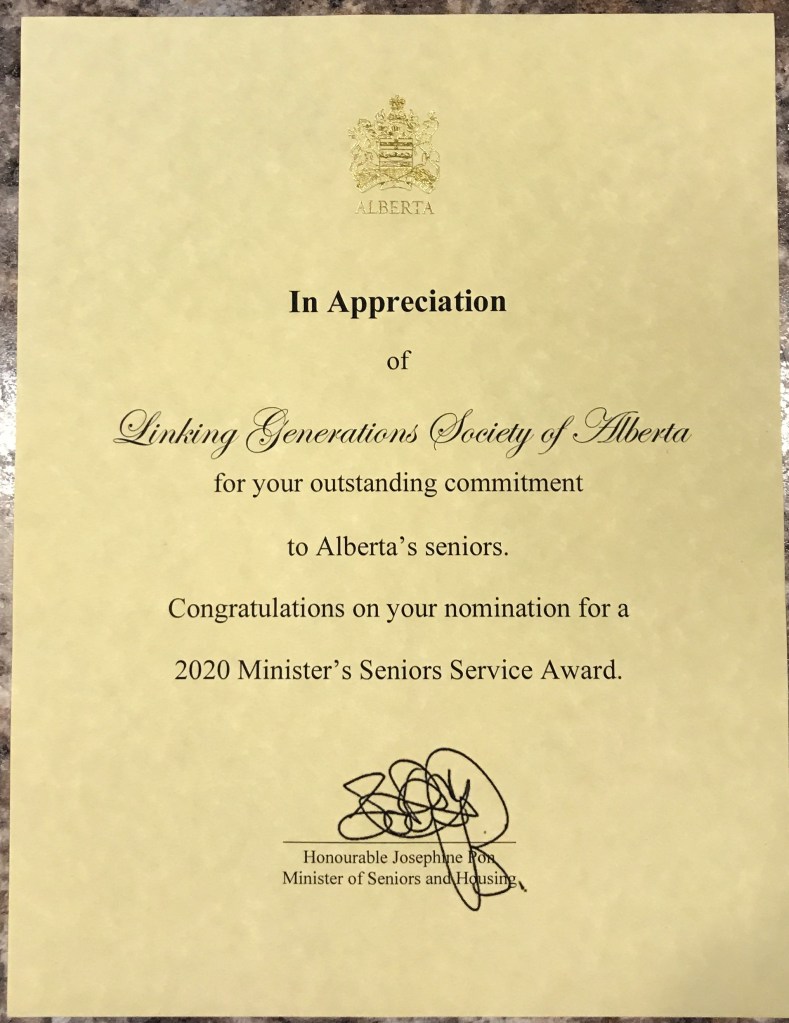 ALBERTA
In Appreciation
of
Linking Generations Society of Alberta
for your outstanding commitment
to Alberta's seniors.
Congratulations on your nomination for a
2020 Minister's Seniors Service Award.
Honourable Josephine Pon
Minister of Seniors and Housing